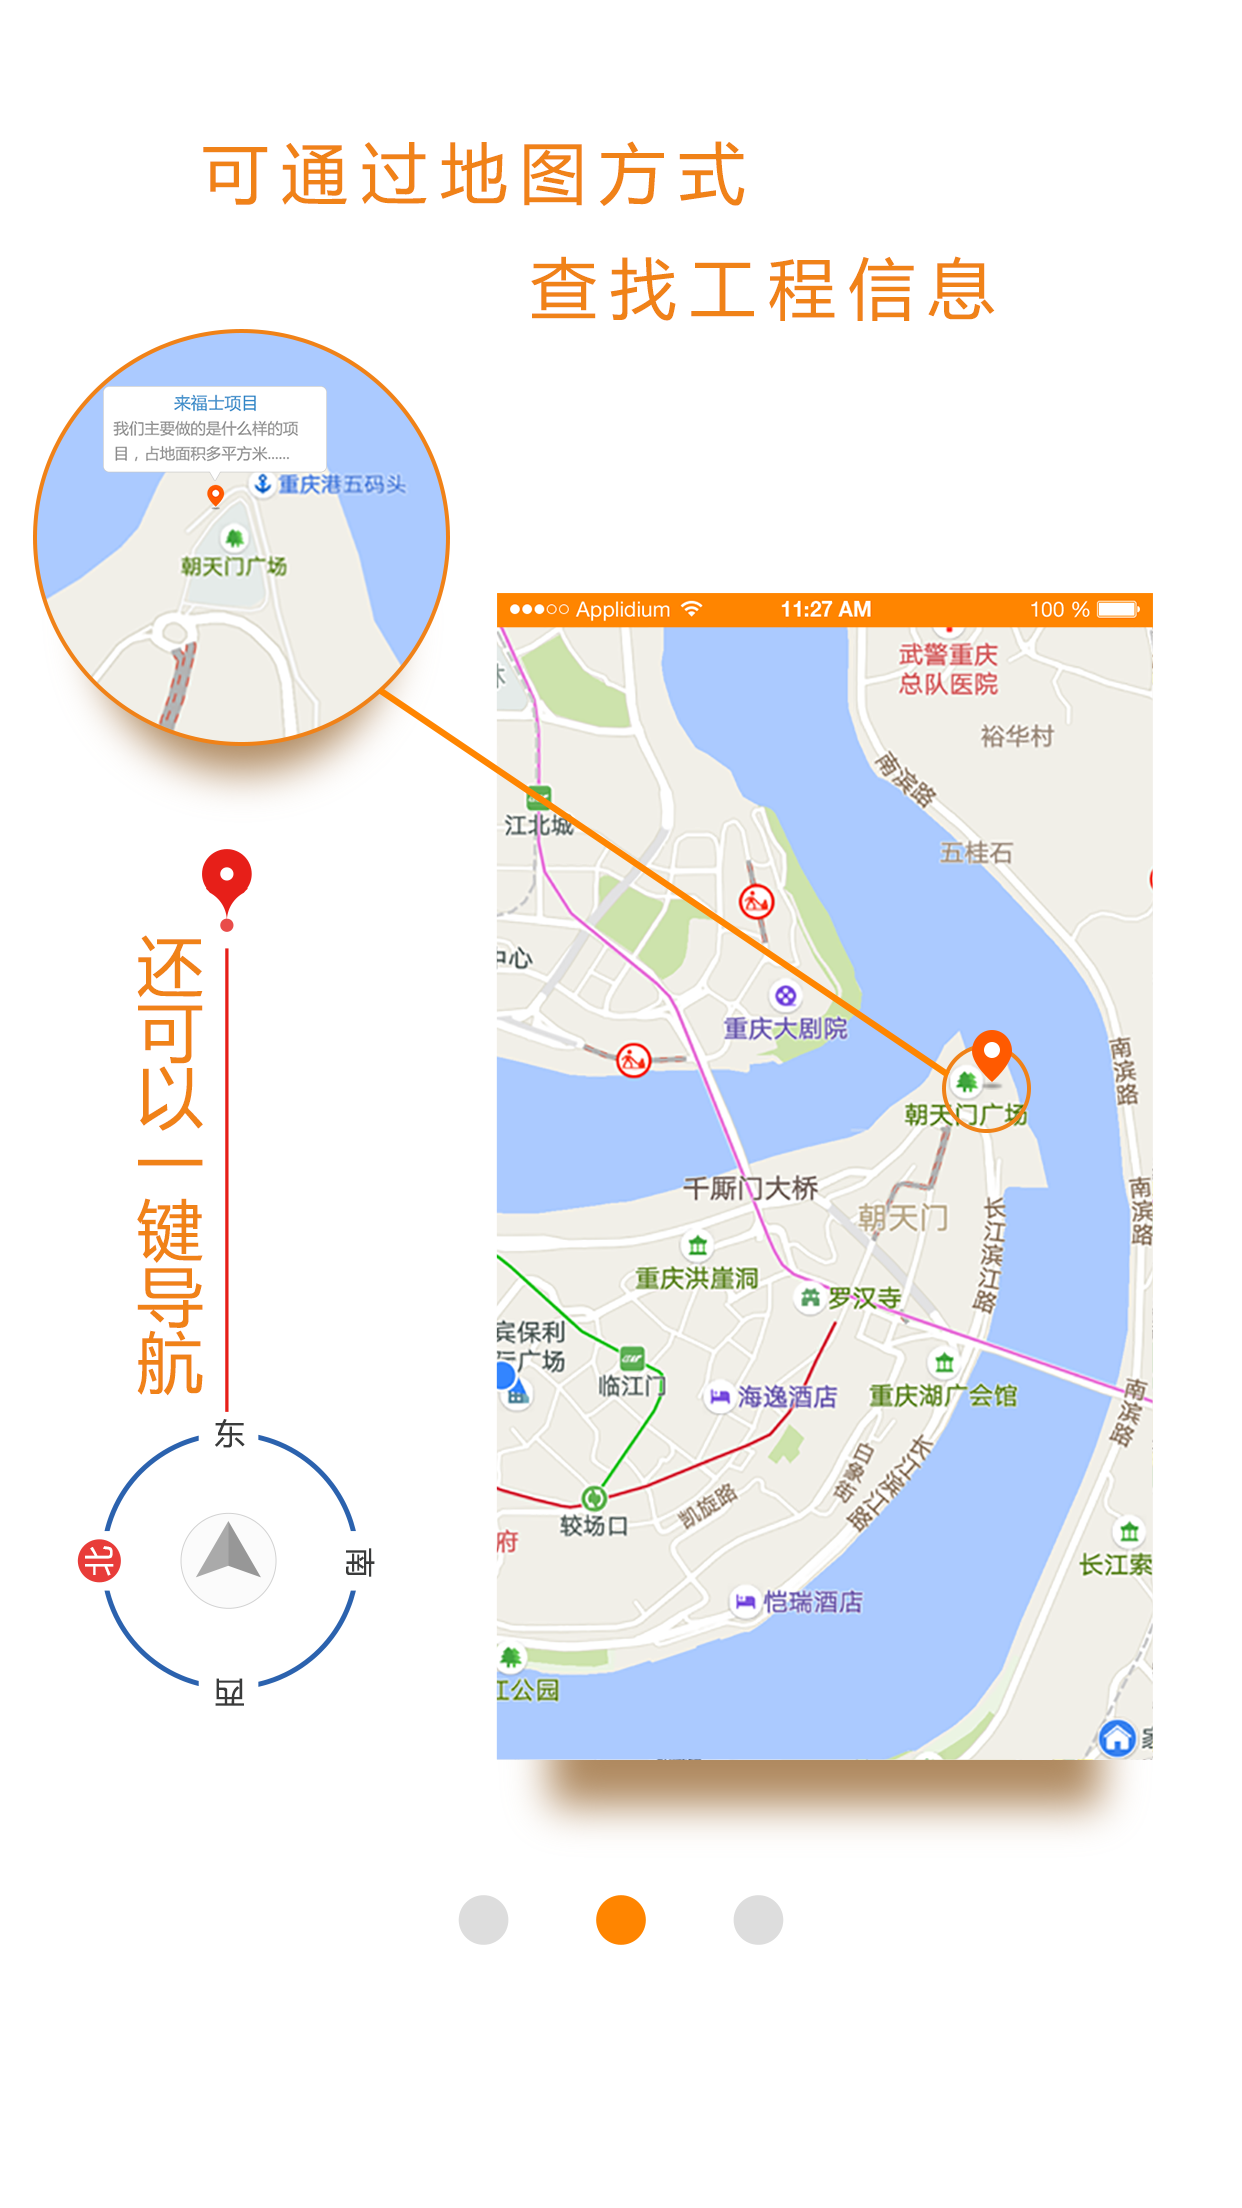 可通过地图方式
查找工程信息
来福士项目
我们主要做的是什么样的项
目，占地面积多平方米......
重庆港五码头
朝天门广场
Applidium
11:27 AM
100 %
武警重庆
总队医院
裕华村
南滨路
江北城
五桂石
中心
重庆大剧院
南滨路
朝天门广场
千厮门大桥
朝天门
南滨路
长江滨江路
重庆洪崖洞
罗汉寺
宾保利
广场
临江门
海逸酒店
重庆湖广会馆
南滨路
白象街
长江滨江路
凯旋路
较场口
府
长江索
恺瑞酒店
江公园
还可以一键导航
东
北
南
西